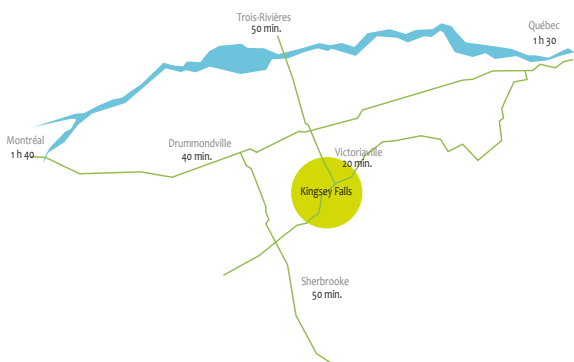 Trois-Rivières
50 min.
Québec
1 h 30
Montréal
1 h 40
Drummondville
40 min.
Victoriaville
20 min.
Kingsey Falls
Sherbrooke
50 min.